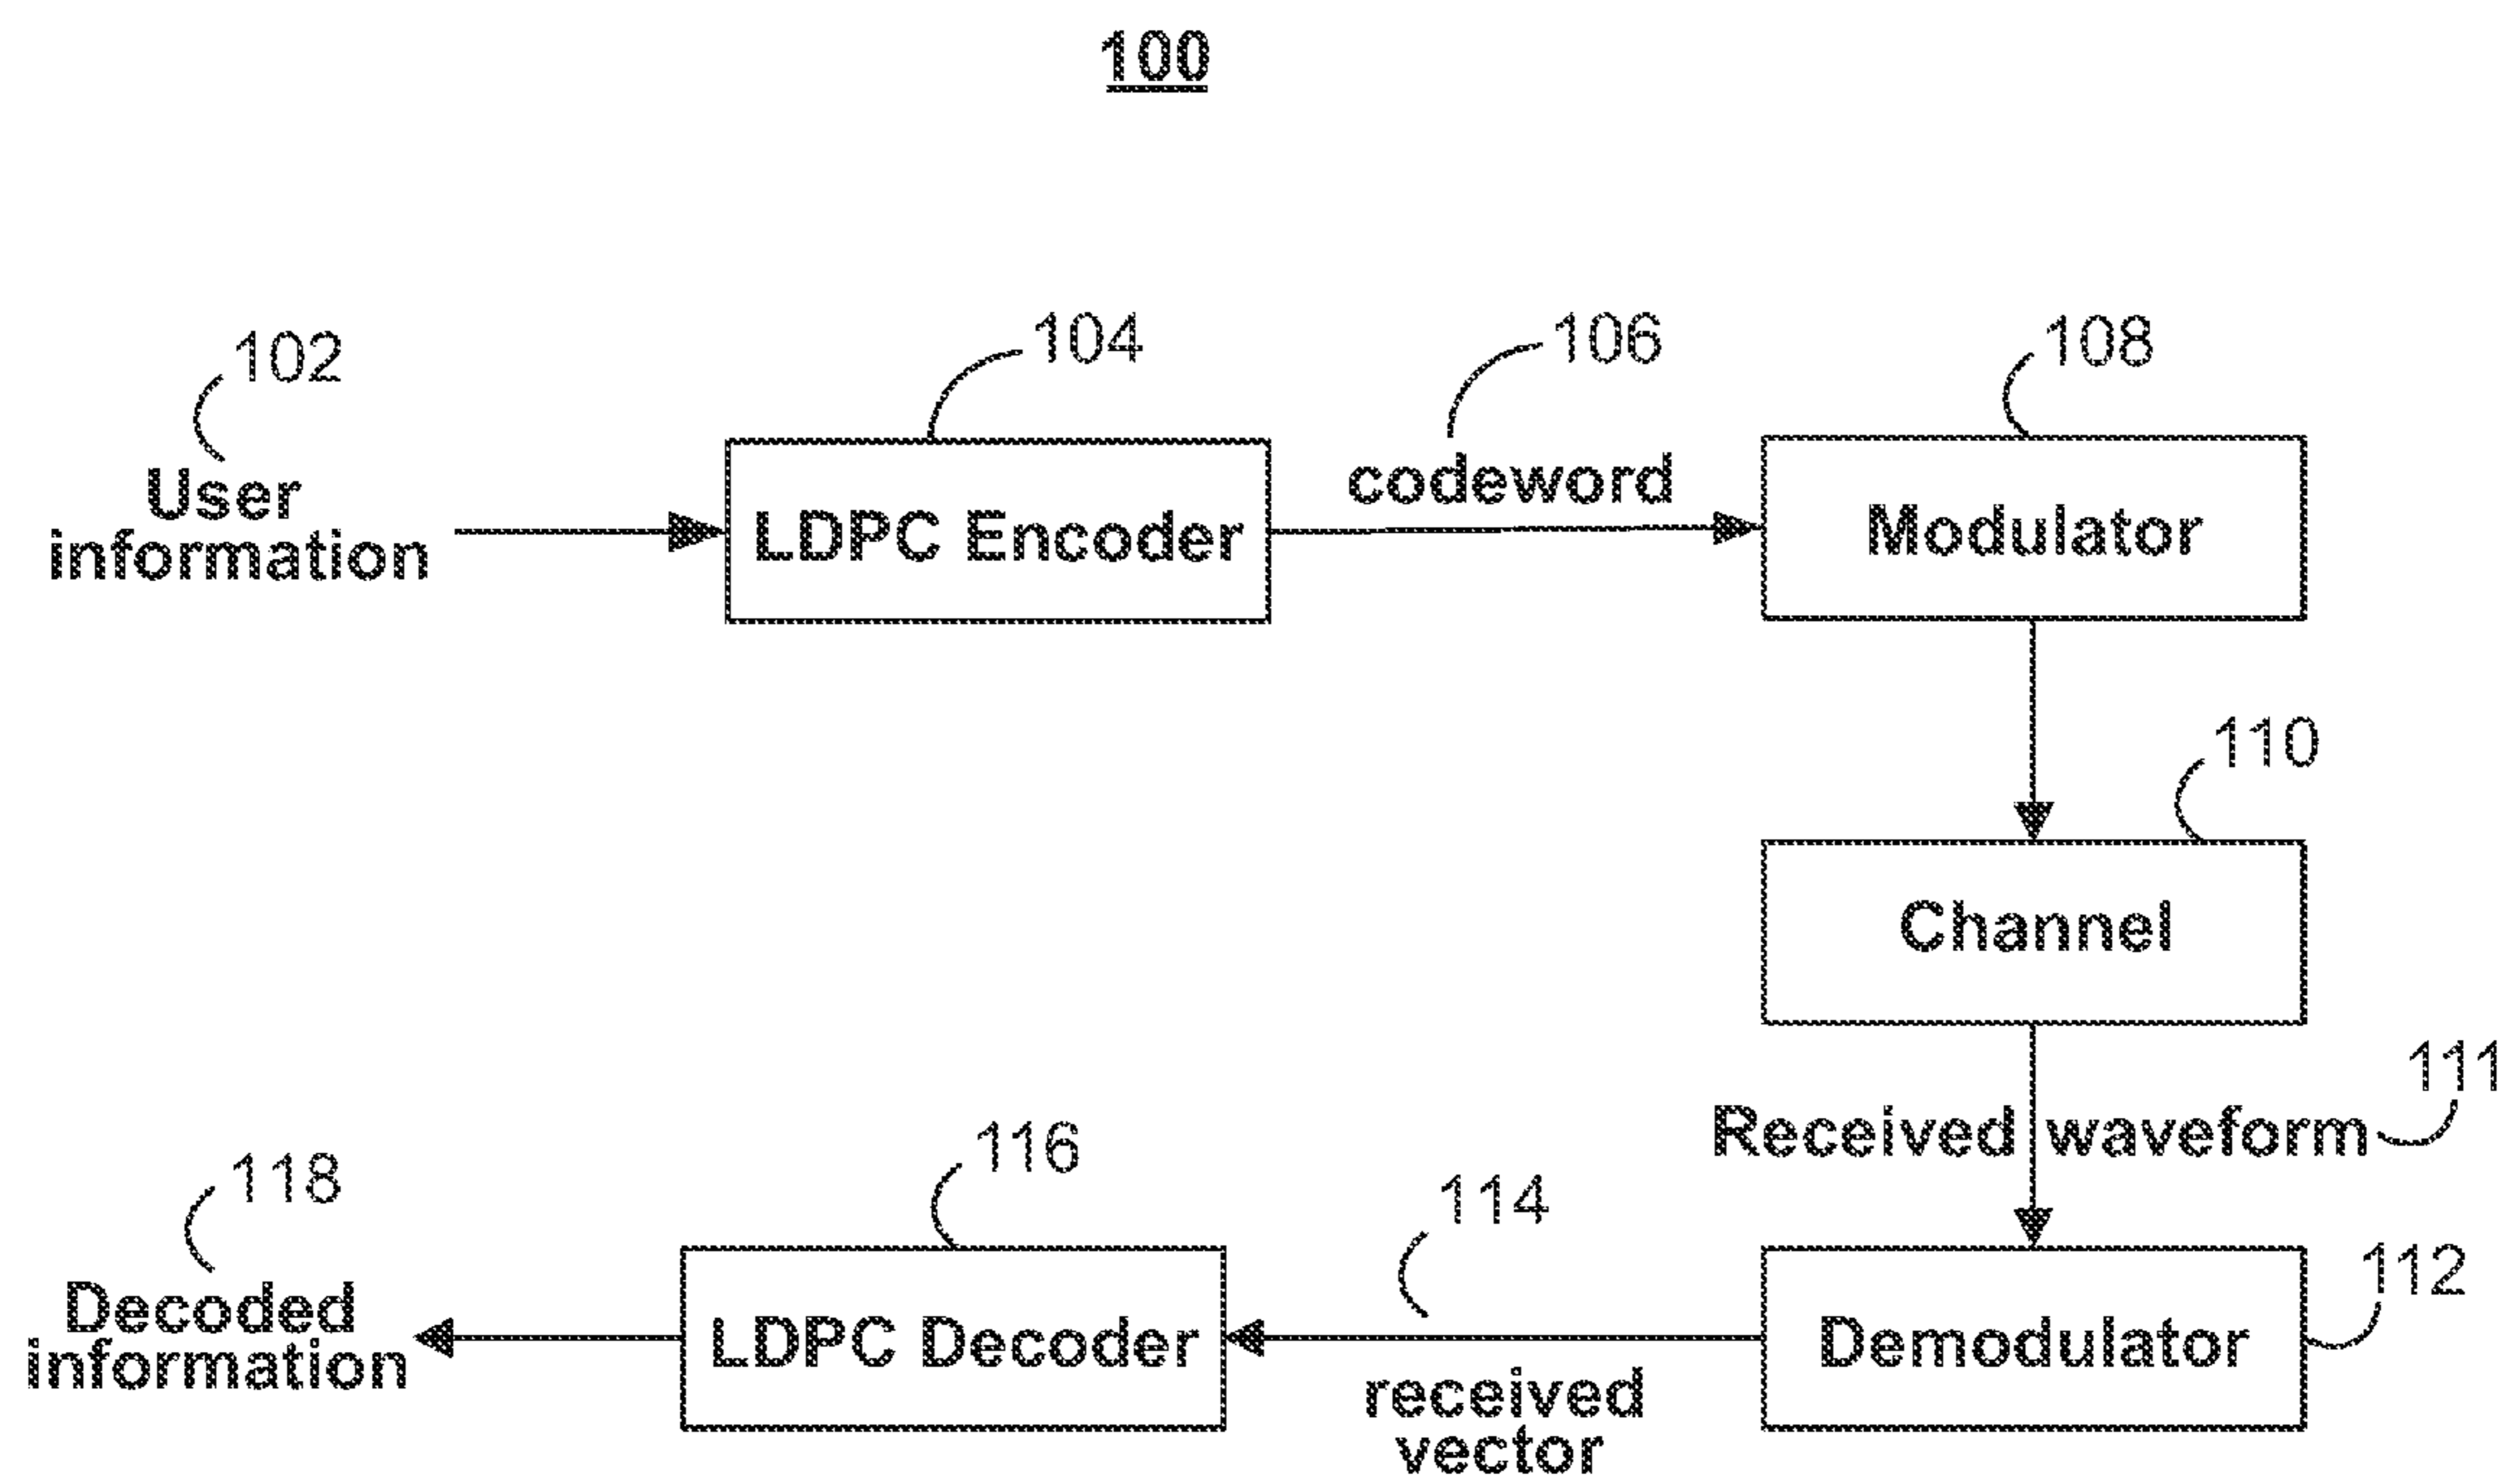 100
102
104
106
108
User
information
LDPC Encoder
codeword
Modulator
110
Channel
111
Received waveform
118
116
114
112
Decoded
information
LDPC Decoder
received
vector
Demodulator